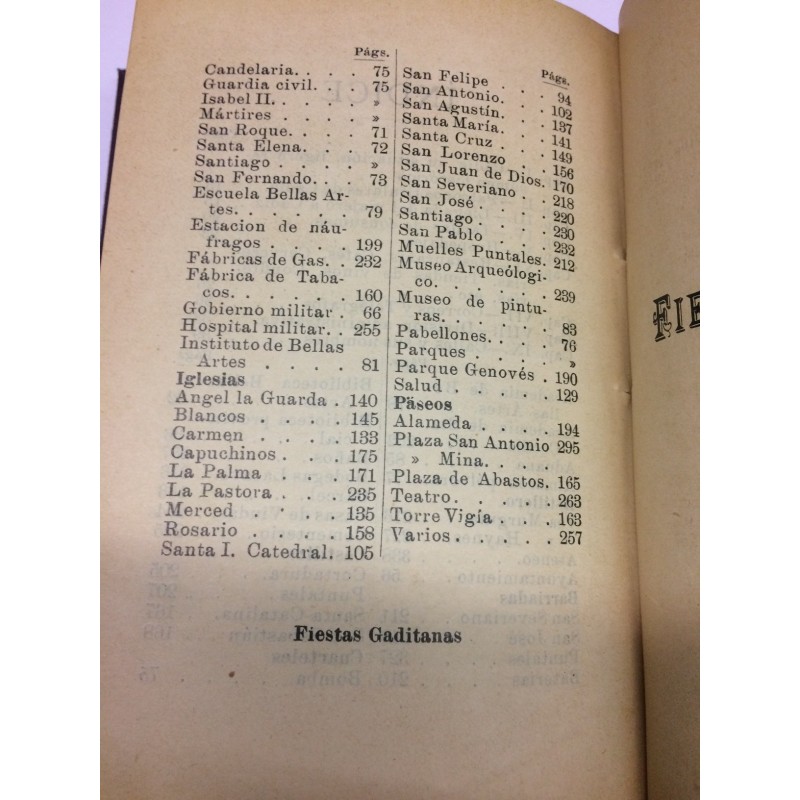 Págs.
Candelaria. . . . 75
Guardia civil. . . 75
Isabel II. . . . . »
Mártires . . . . »
San Roque. . . . 71
Santa Elena. . . 72
Santiago . . . . »
San Fernando. . . 73
Escuela Bellas Ar-
tes. . . . . . 79
Estacion de náu-
fragos . . . . 199
Fábricas de Gas. . 232
Fábrica de Taba-
cos. . . . . . 160
Gobierno militar . 66
Hospital militar. . 255
Instituto de Bellas
Artes . . . . 81
Iglesias
Angel la Guarda . 140
Blancos . . . . 145
Carmen . . . . 133
Capuchinos . . . 175
La Palma . . . 171
La Pastora . . . 235
Merced . . . . 135
Rosario . . . . 158
Santa I. Catedral. 105
Págs.
San Felipe . . . 94
San Antonio. . . 102
San Agustín. . . 137
Santa María. . . 141
Santa Cruz . . . 149
San Lorenzo . . 156
San Juan de Dios. 170
San Severiano . . 218
San José . . . . 220
Santiago . . . . 230
San Pablo . . . 232
Muelles Puntales. 212
Museo Arqueólogi-
co. . . . . . 239
Museo de pintu-
ras. . . . . . 83
Pabellones. . . . 76
Parques . . . . »
Parque Genovés . 190
Salud . . . . . 129
Päseos
Alameda . . . . 194
Plaza San Antonio 295
» Mina. . . .
Plaza de Abastos. 165
Teatro. . . . . 263
Torre Vigía . . . 163
Varios. . . . . 257
Fiestas Gaditanas
FIE